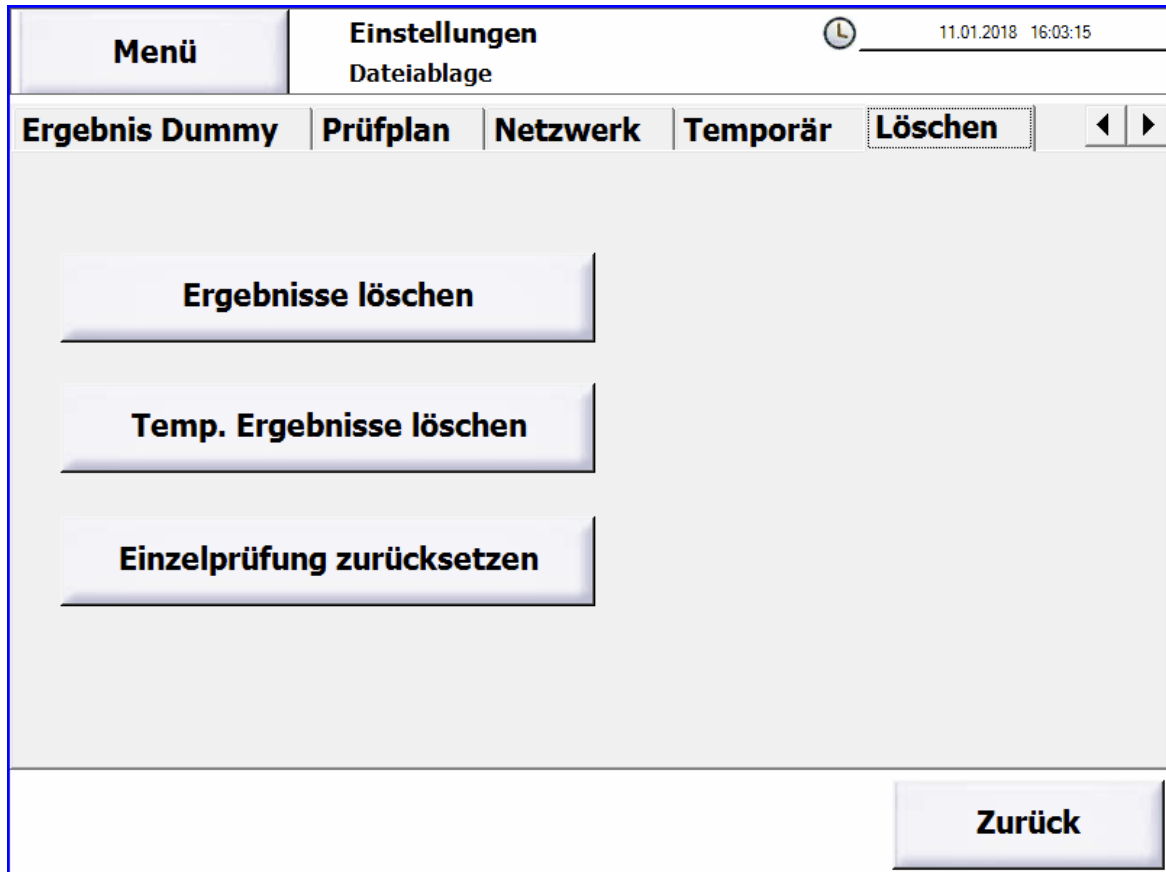 Menü
Einstellungen
11.01.2018 16:03:15
Dateiablage
Ergebnis Dummy Prüfplan Netzwerk Temporär Löschen
Ergebnisse löschen
Temp. Ergebnisse löschen
Einzelprüfung zurücksetzen
Zurück